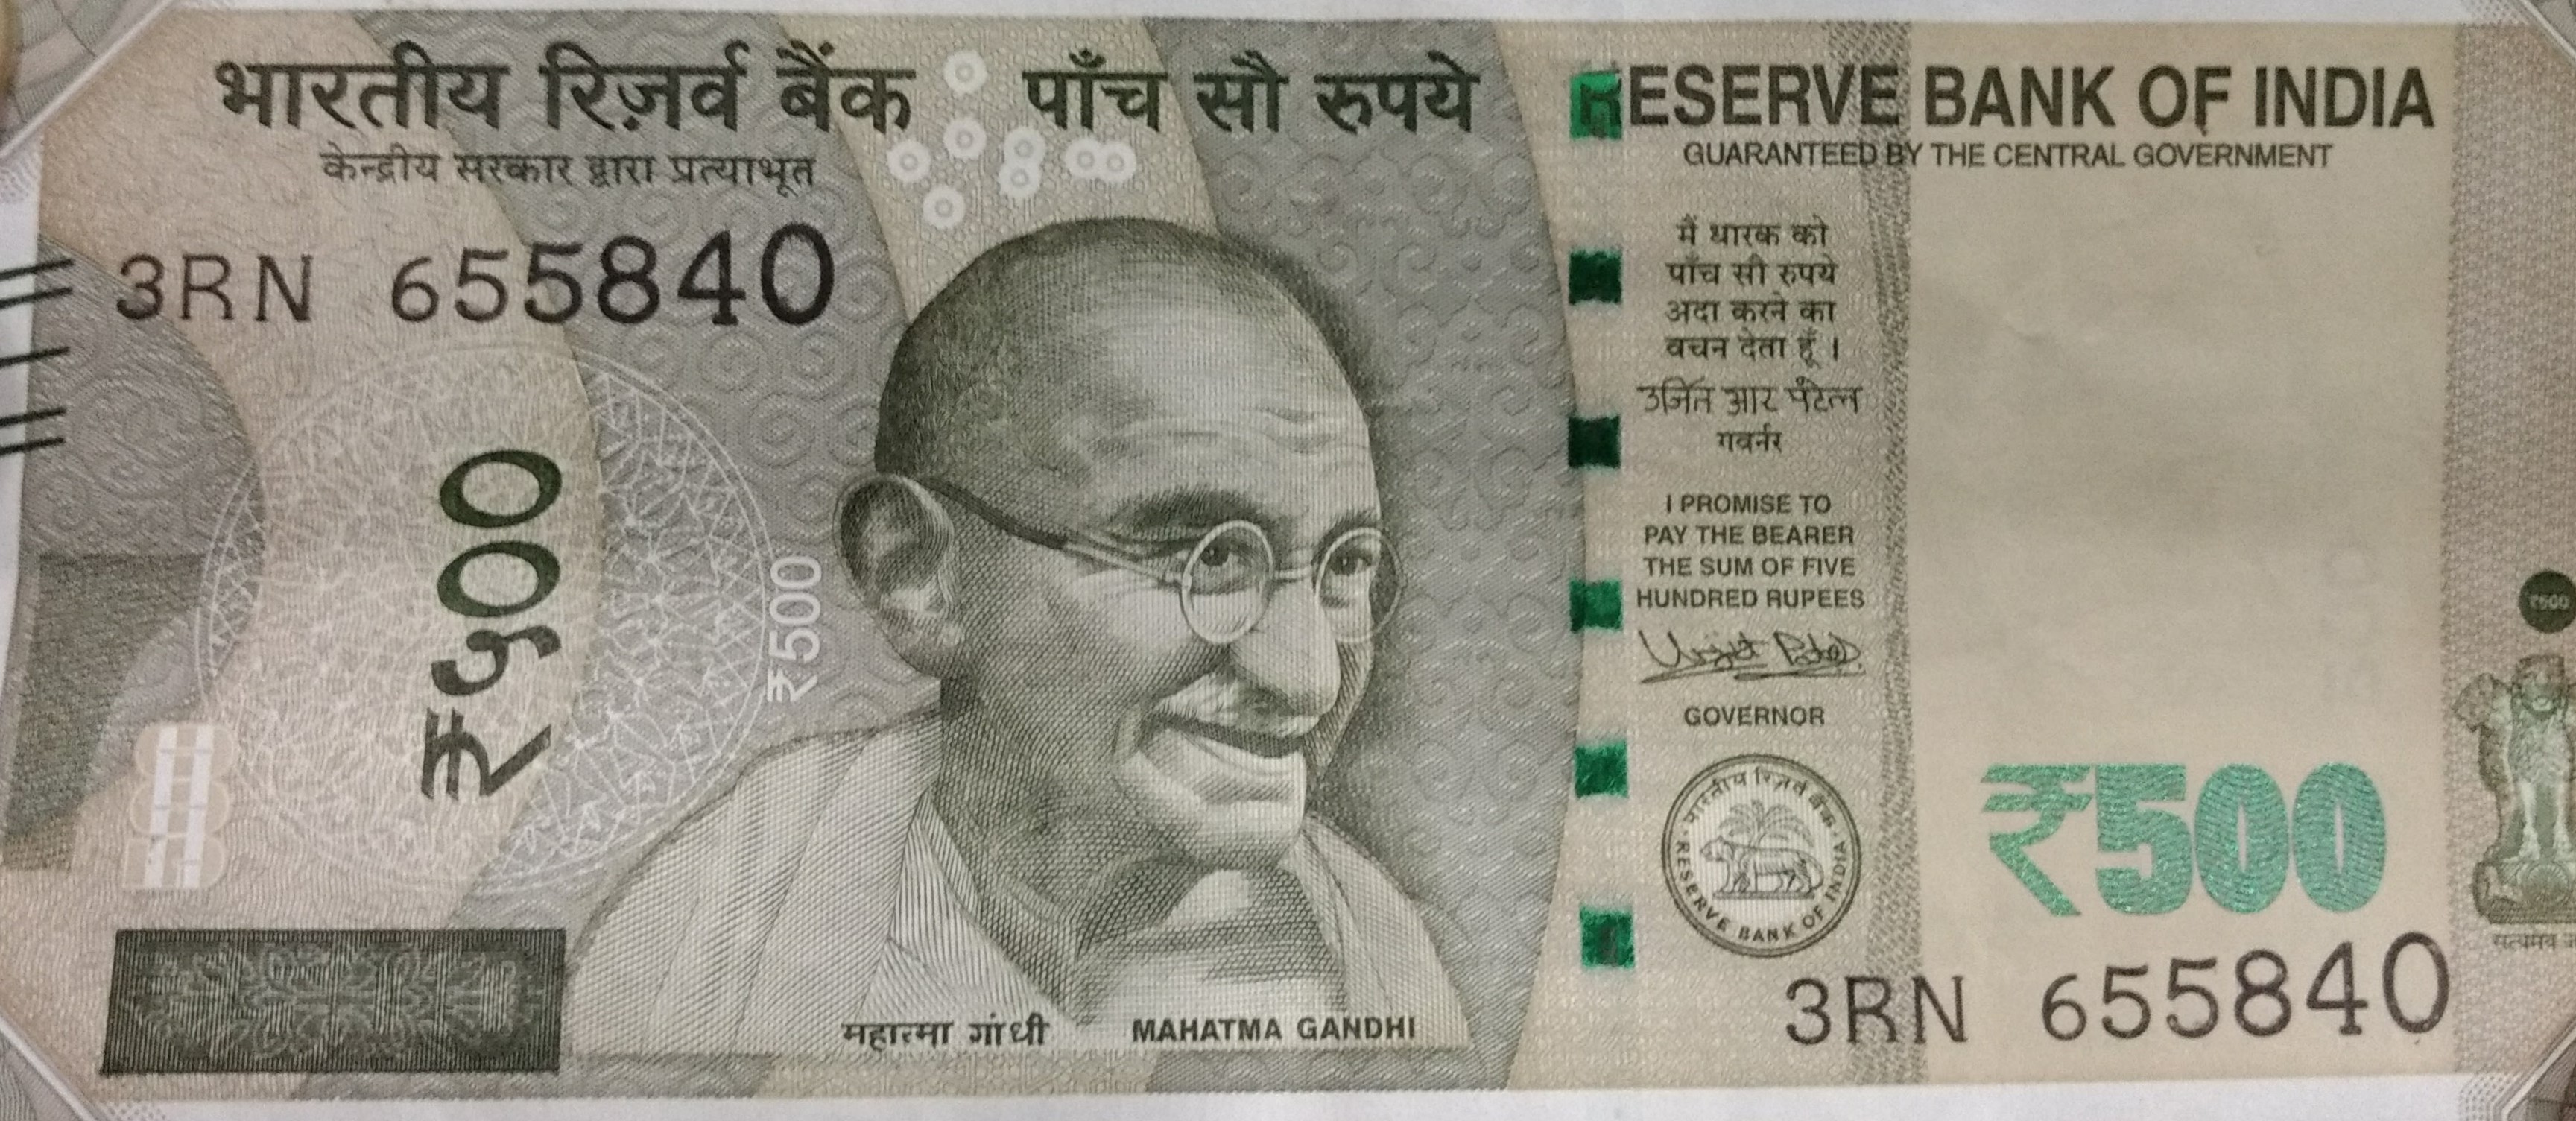 भारतीय रिज़र्व बैंक
पाँच सौ रुपये
RESERVE BANK OF INDIA
केन्द्रीय सरकार द्वारा प्रत्याभूत
GUARANTEED BY THE CENTRAL GOVERNMENT
3RN 655840
₹५००
₹500
मैं धारक को
पाँच सौ रुपये
अदा करने का
वचन देता हूँ ।
उर्जित आर पटेल
गवर्नर
I PROMISE TO
PAY THE BEARER
THE SUM OF FIVE
HUNDRED RUPEES
Urjit Patel
GOVERNOR
भारतीय रिज़र्व बैंक
RESERVE BANK OF INDIA
₹500
₹500
सत्यमेव
3RN 655840
महात्मा गांधी
MAHATMA GANDHI